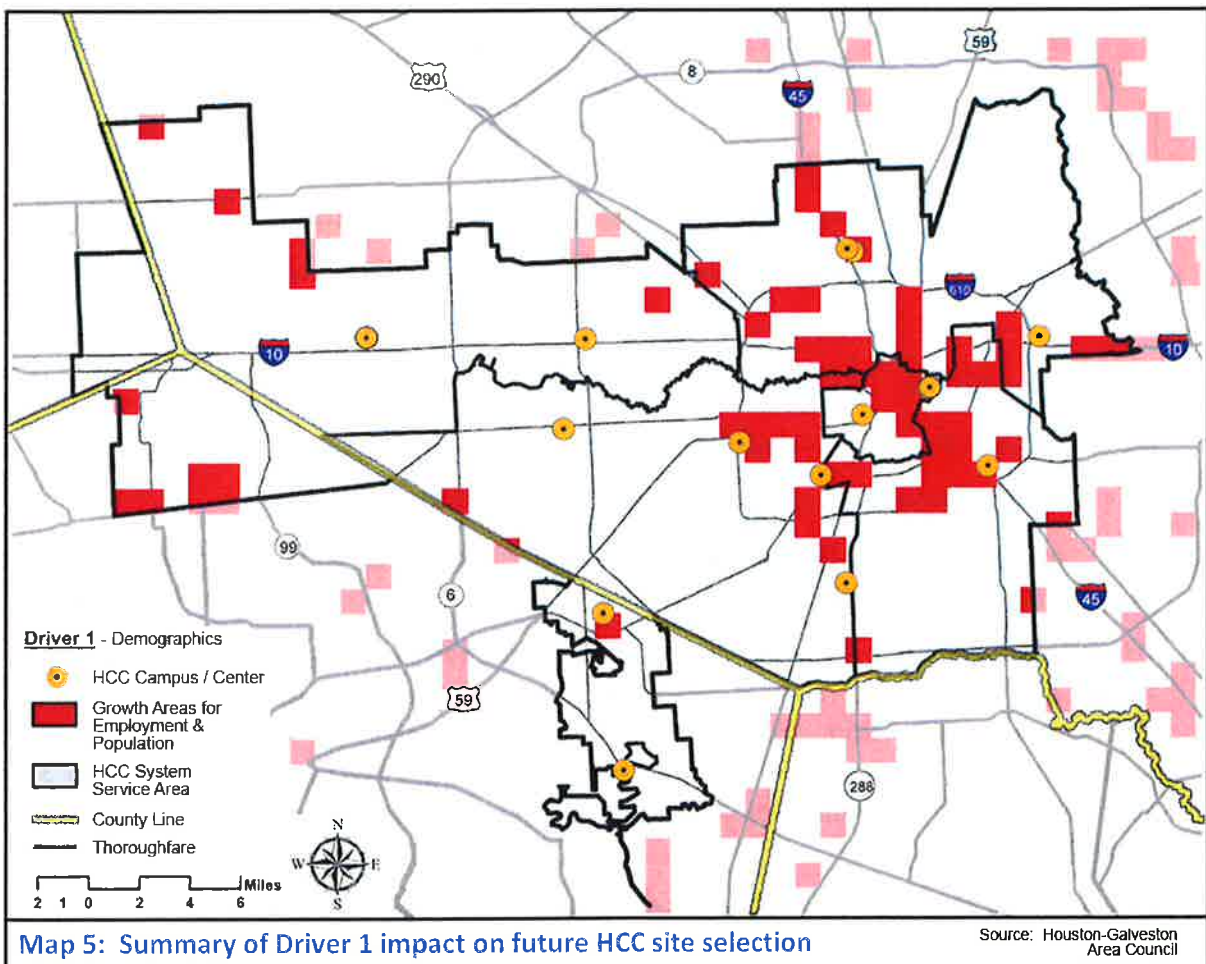 290
8
59
45
610
10
10
99
6
45
59
288
Driver 1 - Demographics
HCC Campus / Center
Growth Areas for
Employment &
Population
HCC System
Service Area
County Line
Thoroughfare
Miles
2 1 0 2 4 6
N
W E
S
Map 5: Summary of Driver 1 impact on future HCC site selection
Source: Houston-Galveston
Area Council